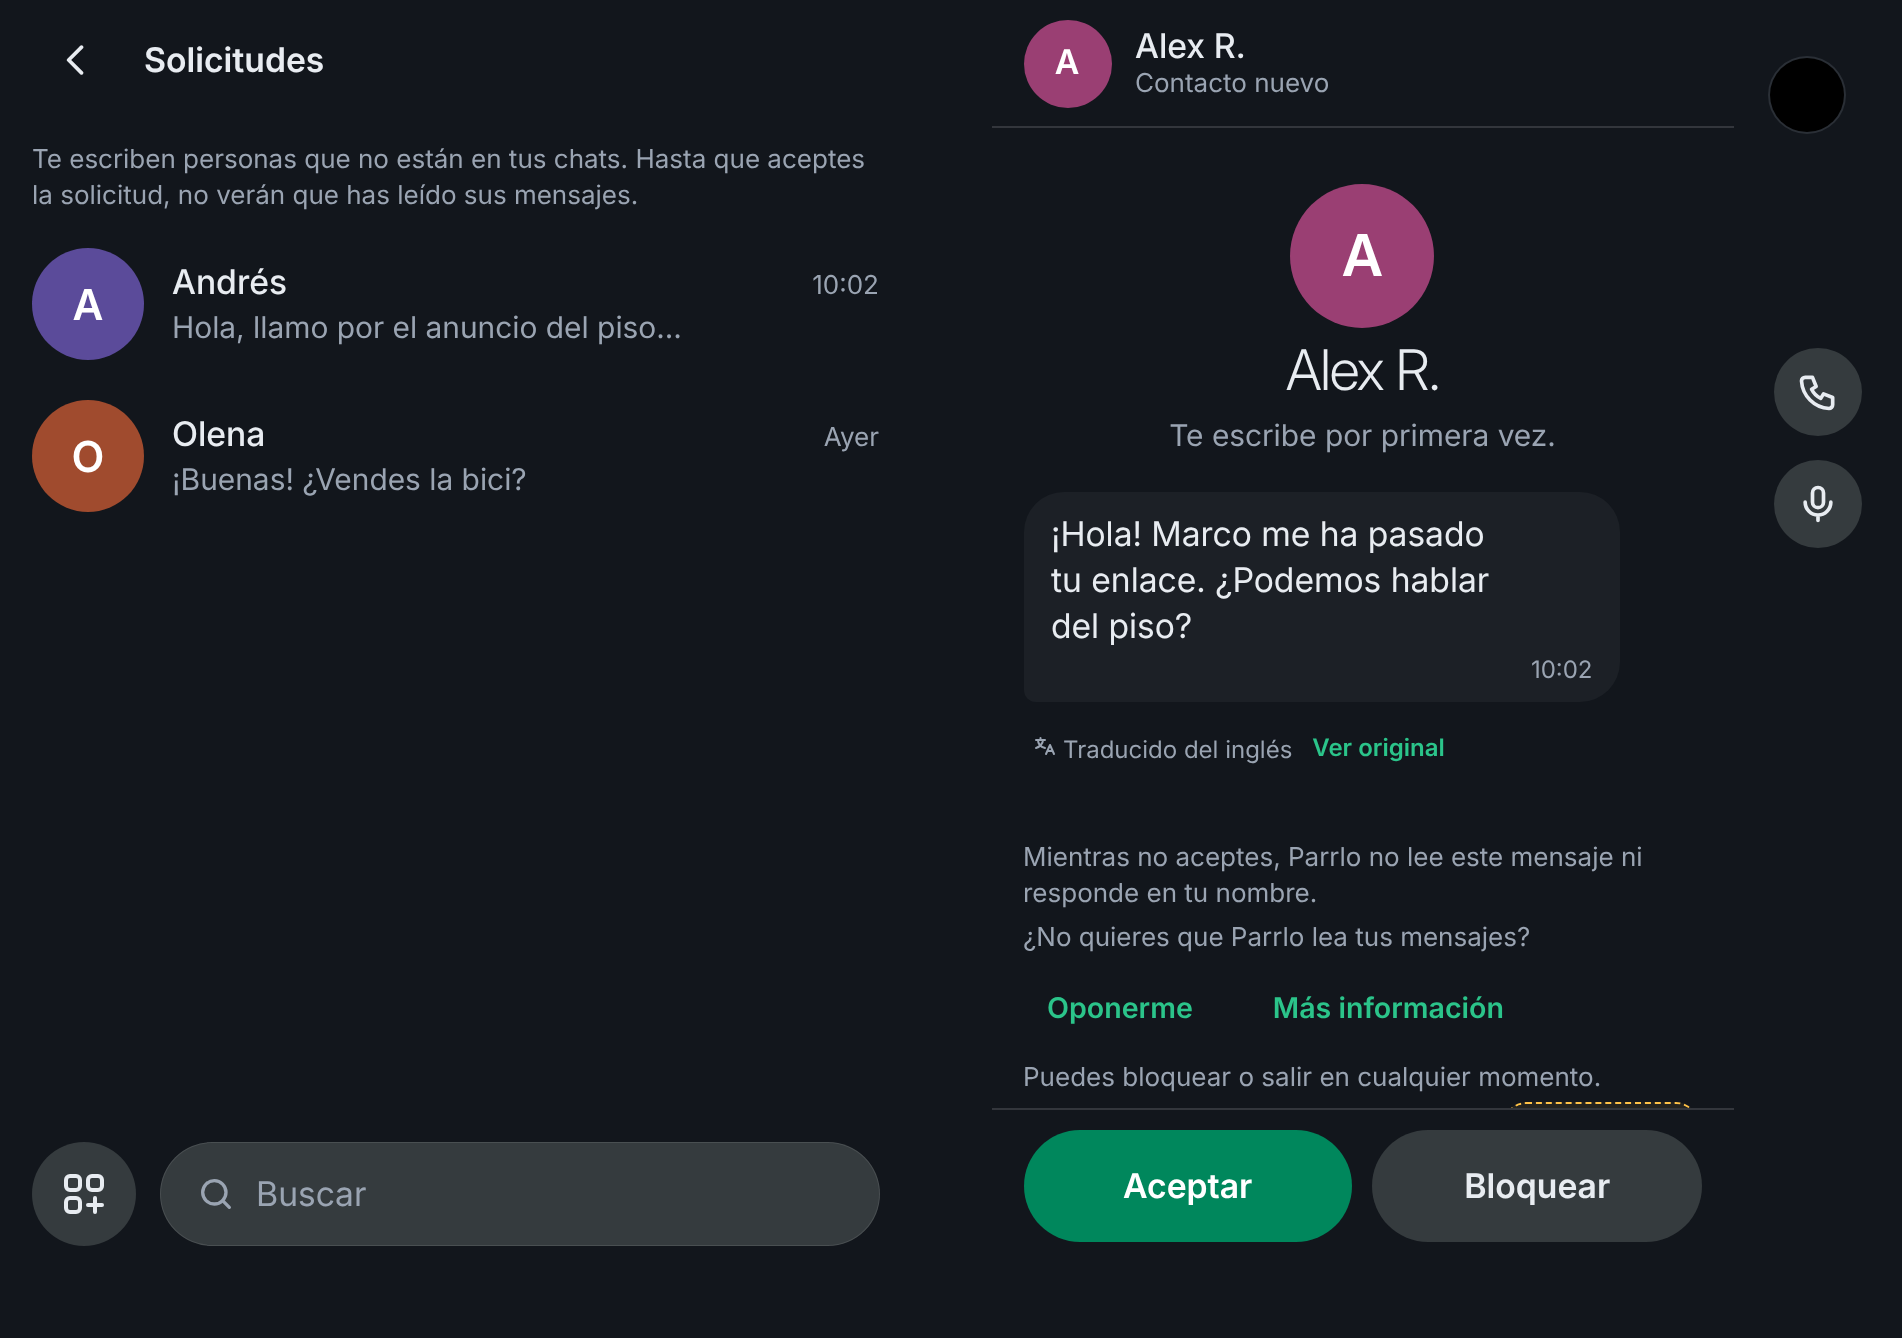 Solicitudes
Te escriben personas que no están en tus chats. Hasta que aceptes
la solicitud, no verán que has leído sus mensajes.
A
Andrés
10:02
Hola, llamo por el anuncio del piso...
O
Olena
Ayer
¡Buenas! ¿Vendes la bici?
Buscar
A
Alex R.
Contacto nuevo
A
Alex R.
Te escribe por primera vez.
¡Hola! Marco me ha pasado
tu enlace. ¿Podemos hablar
del piso?
10:02
Traducido del inglés Ver original
Mientras no aceptes, Parrlo no lee este mensaje ni
responde en tu nombre.
¿No quieres que Parrlo lea tus mensajes?
Oponerme Más información
Puedes bloquear o salir en cualquier momento.
Aceptar Bloquear